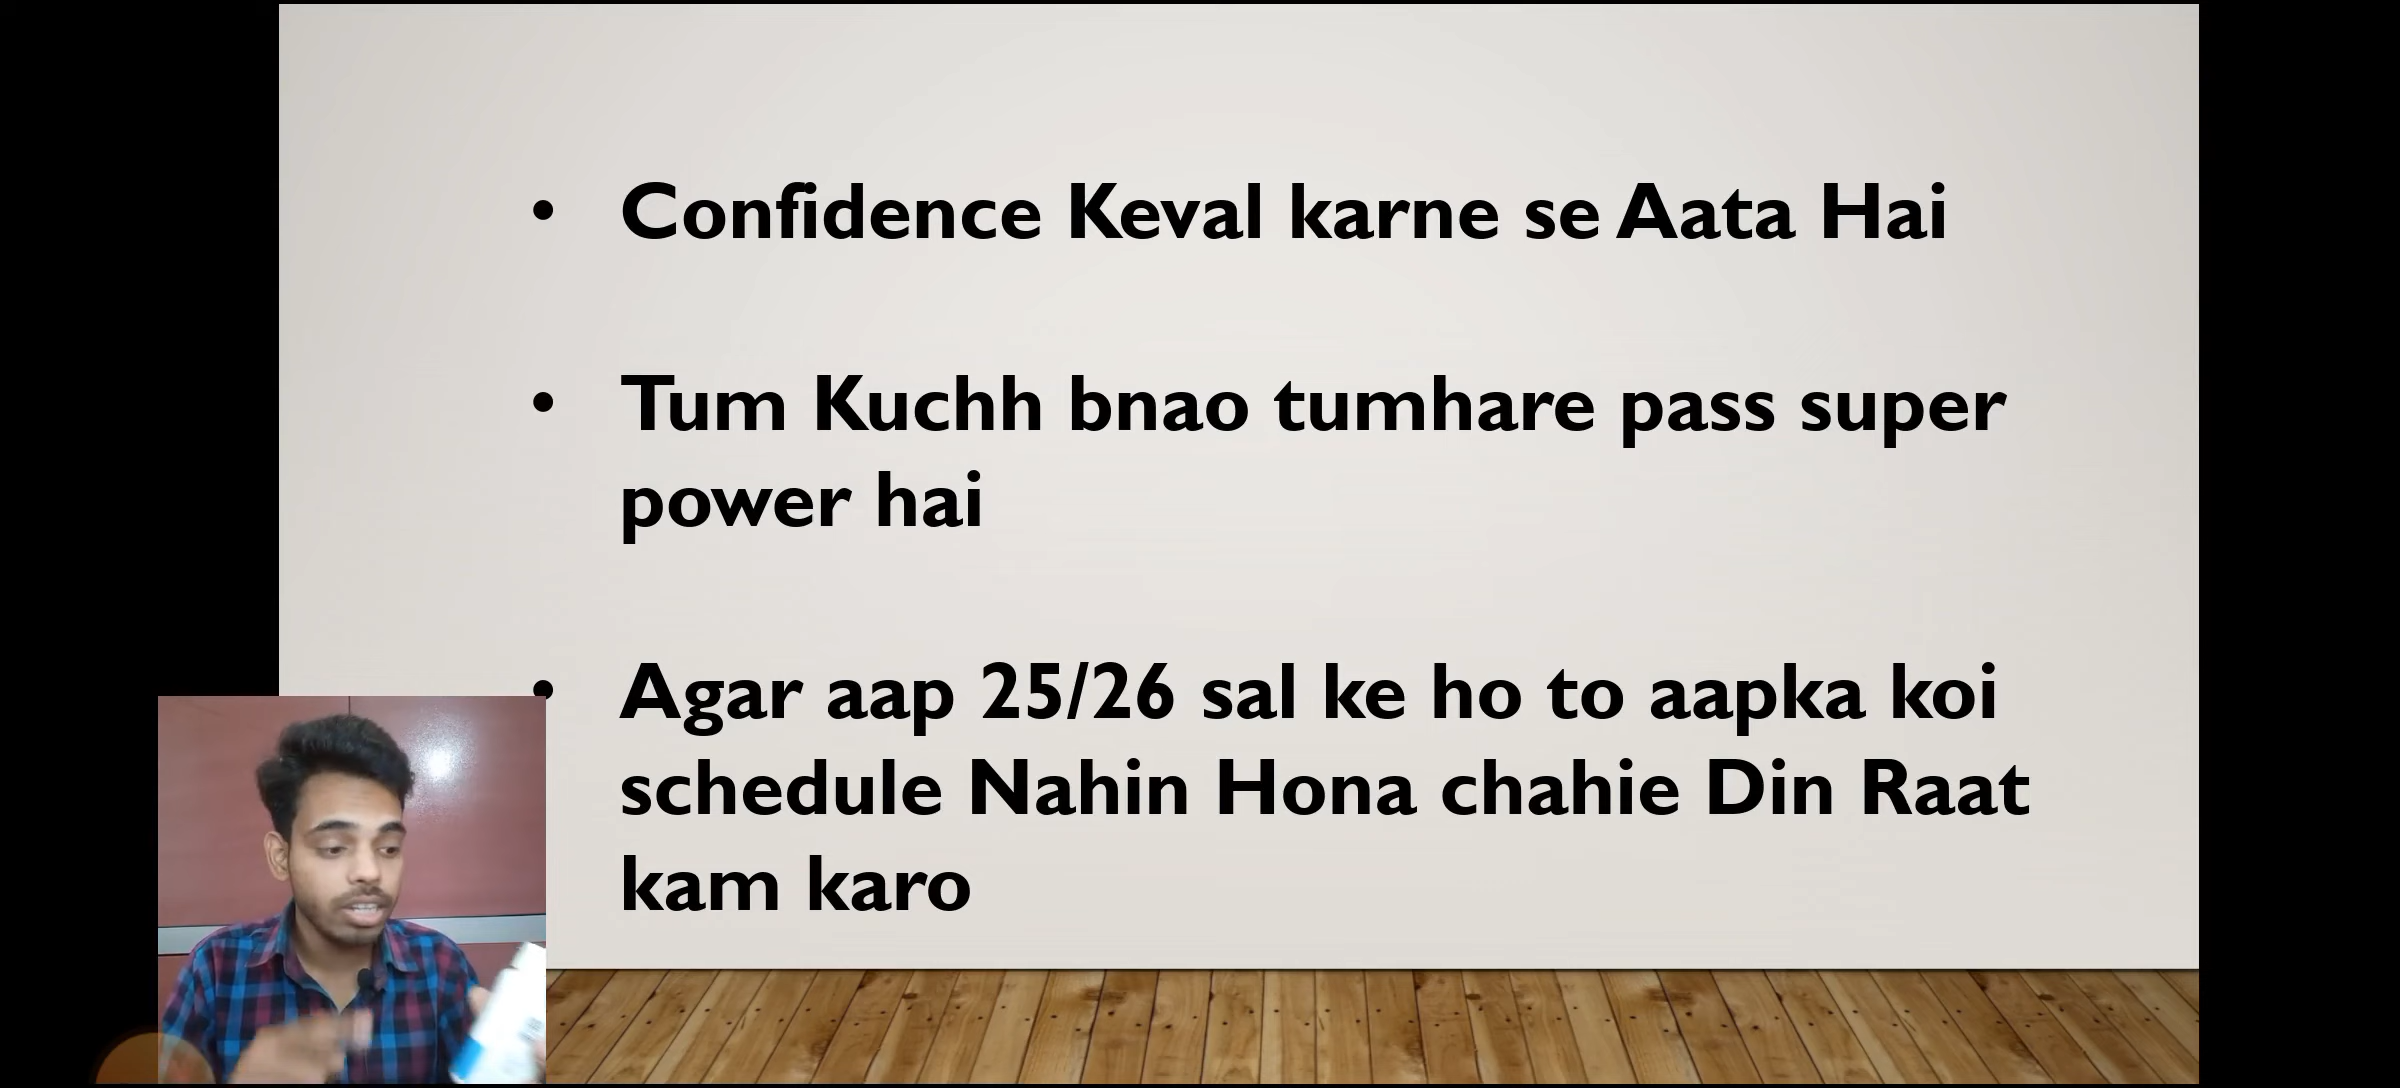 • Confidence Keval karne se Aata Hai
• Tum Kuchh bnao tumhare pass super
power hai
• Agar aap 25/26 sal ke ho to aapka koi
schedule Nahin Hona chahie Din Raat
kam karo